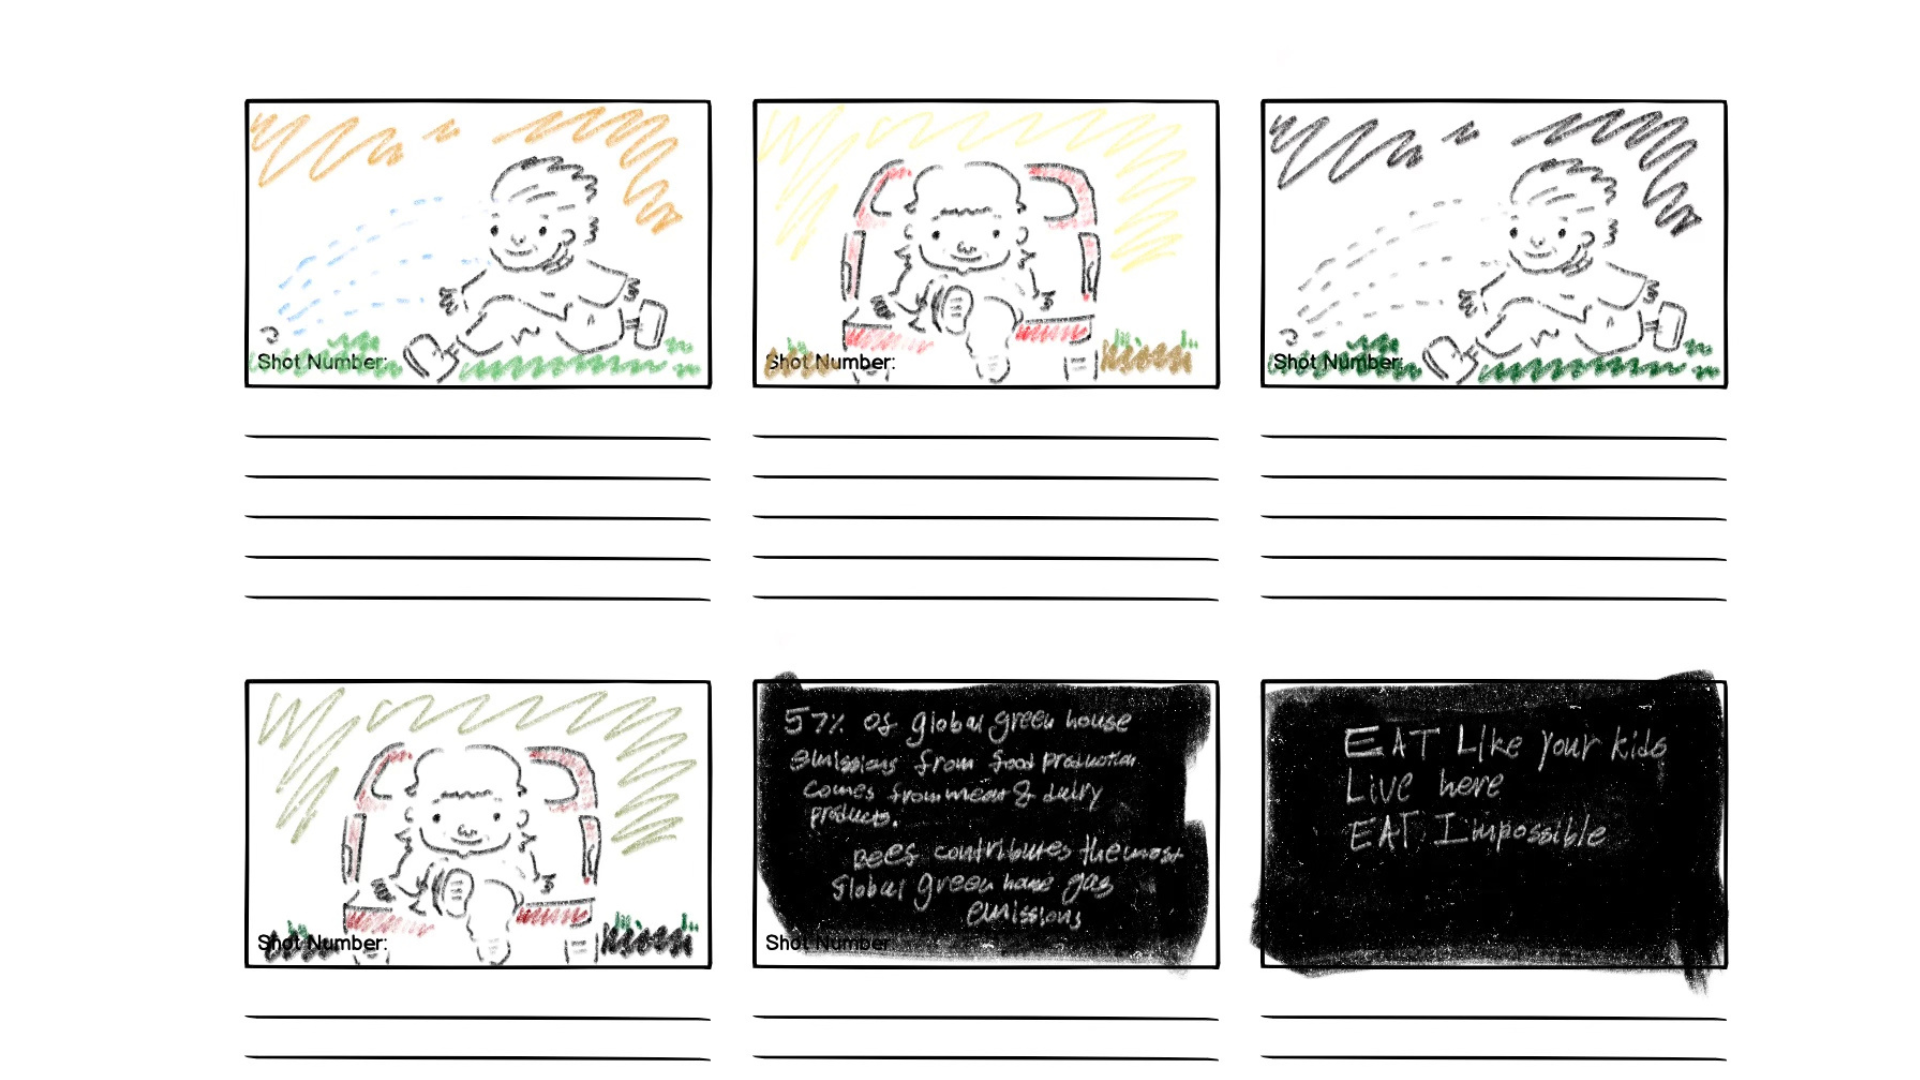 Shot Number:
Shot Number:
Shot Number:
Shot Number:
57% of global green house
emissions from food production
comes from meat & dairy
products.
Beef contributes the most
global green house gas
emissions
Shot Number
EAT Like your kids
Live here
EAT Impossible